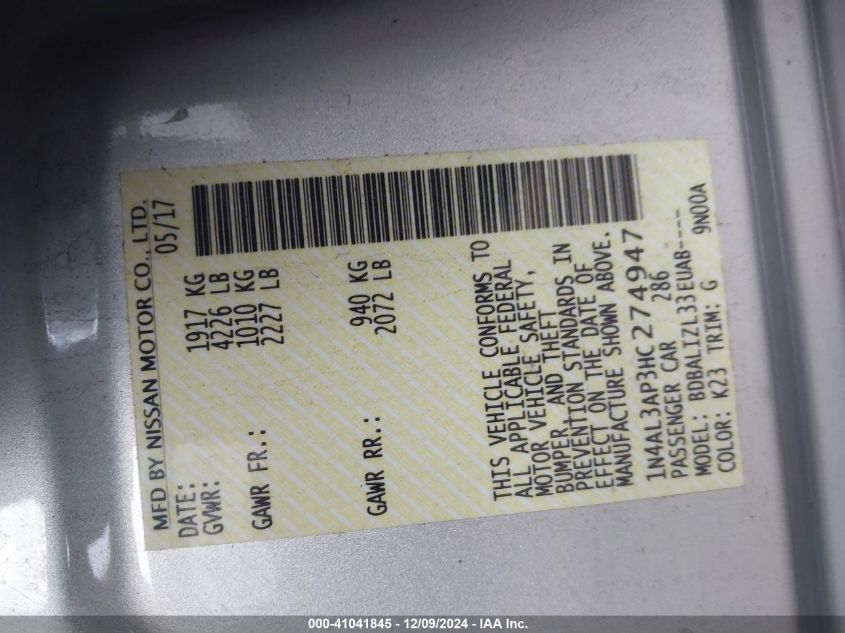 MFD BY NISSAN MOTOR CO., LTD.
DATE: 05/17
GVWR: 1917 KG
4226 LB
GAWR FR.: 1010 KG
2227 LB
GAWR RR.: 940 KG
2072 LB
THIS VEHICLE CONFORMS TO
ALL APPLICABLE FEDERAL
MOTOR VEHICLE SAFETY,
BUMPER, AND THEFT
PREVENTION STANDARDS IN
EFFECT ON THE DATE OF
MANUFACTURE SHOWN ABOVE.
1N4AL3AP3HC274947
PASSENGER CAR 286
MODEL: BDBALIZL33EUAB----
COLOR: K23 TRIM: G 9N00A
000-41041845 - 12/09/2024 - IAA Inc.